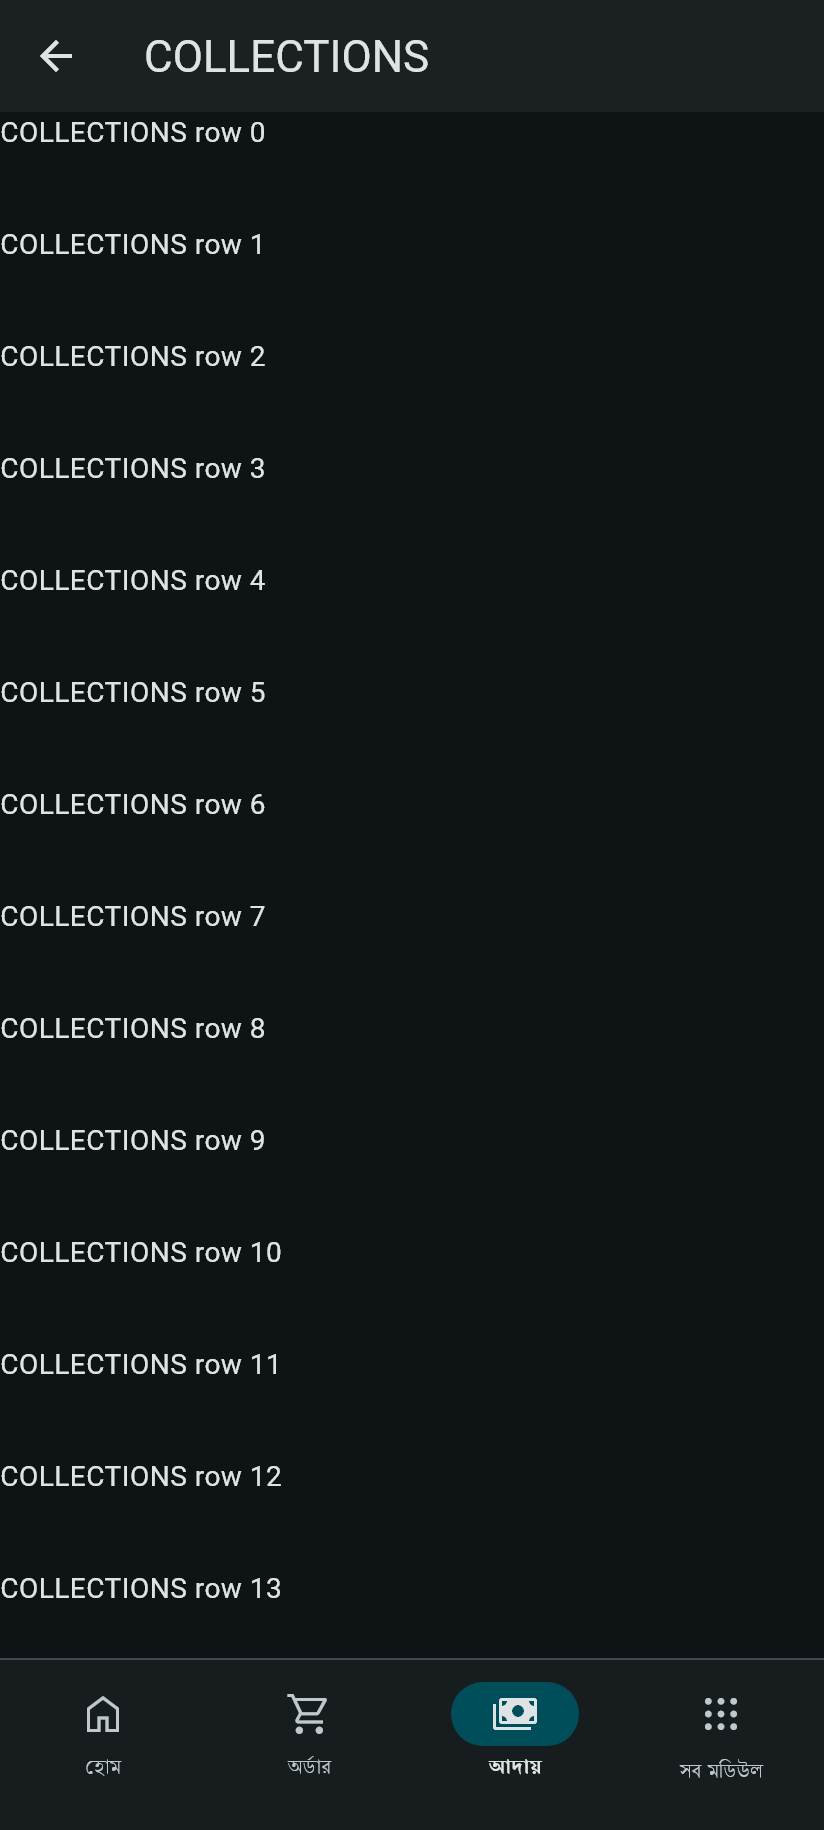 COLLECTIONS
COLLECTIONS row 0
COLLECTIONS row 1
COLLECTIONS row 2
COLLECTIONS row 3
COLLECTIONS row 4
COLLECTIONS row 5
COLLECTIONS row 6
COLLECTIONS row 7
COLLECTIONS row 8
COLLECTIONS row 9
COLLECTIONS row 10
COLLECTIONS row 11
COLLECTIONS row 12
COLLECTIONS row 13
হোম অর্ডার আদায় সব মডিউল